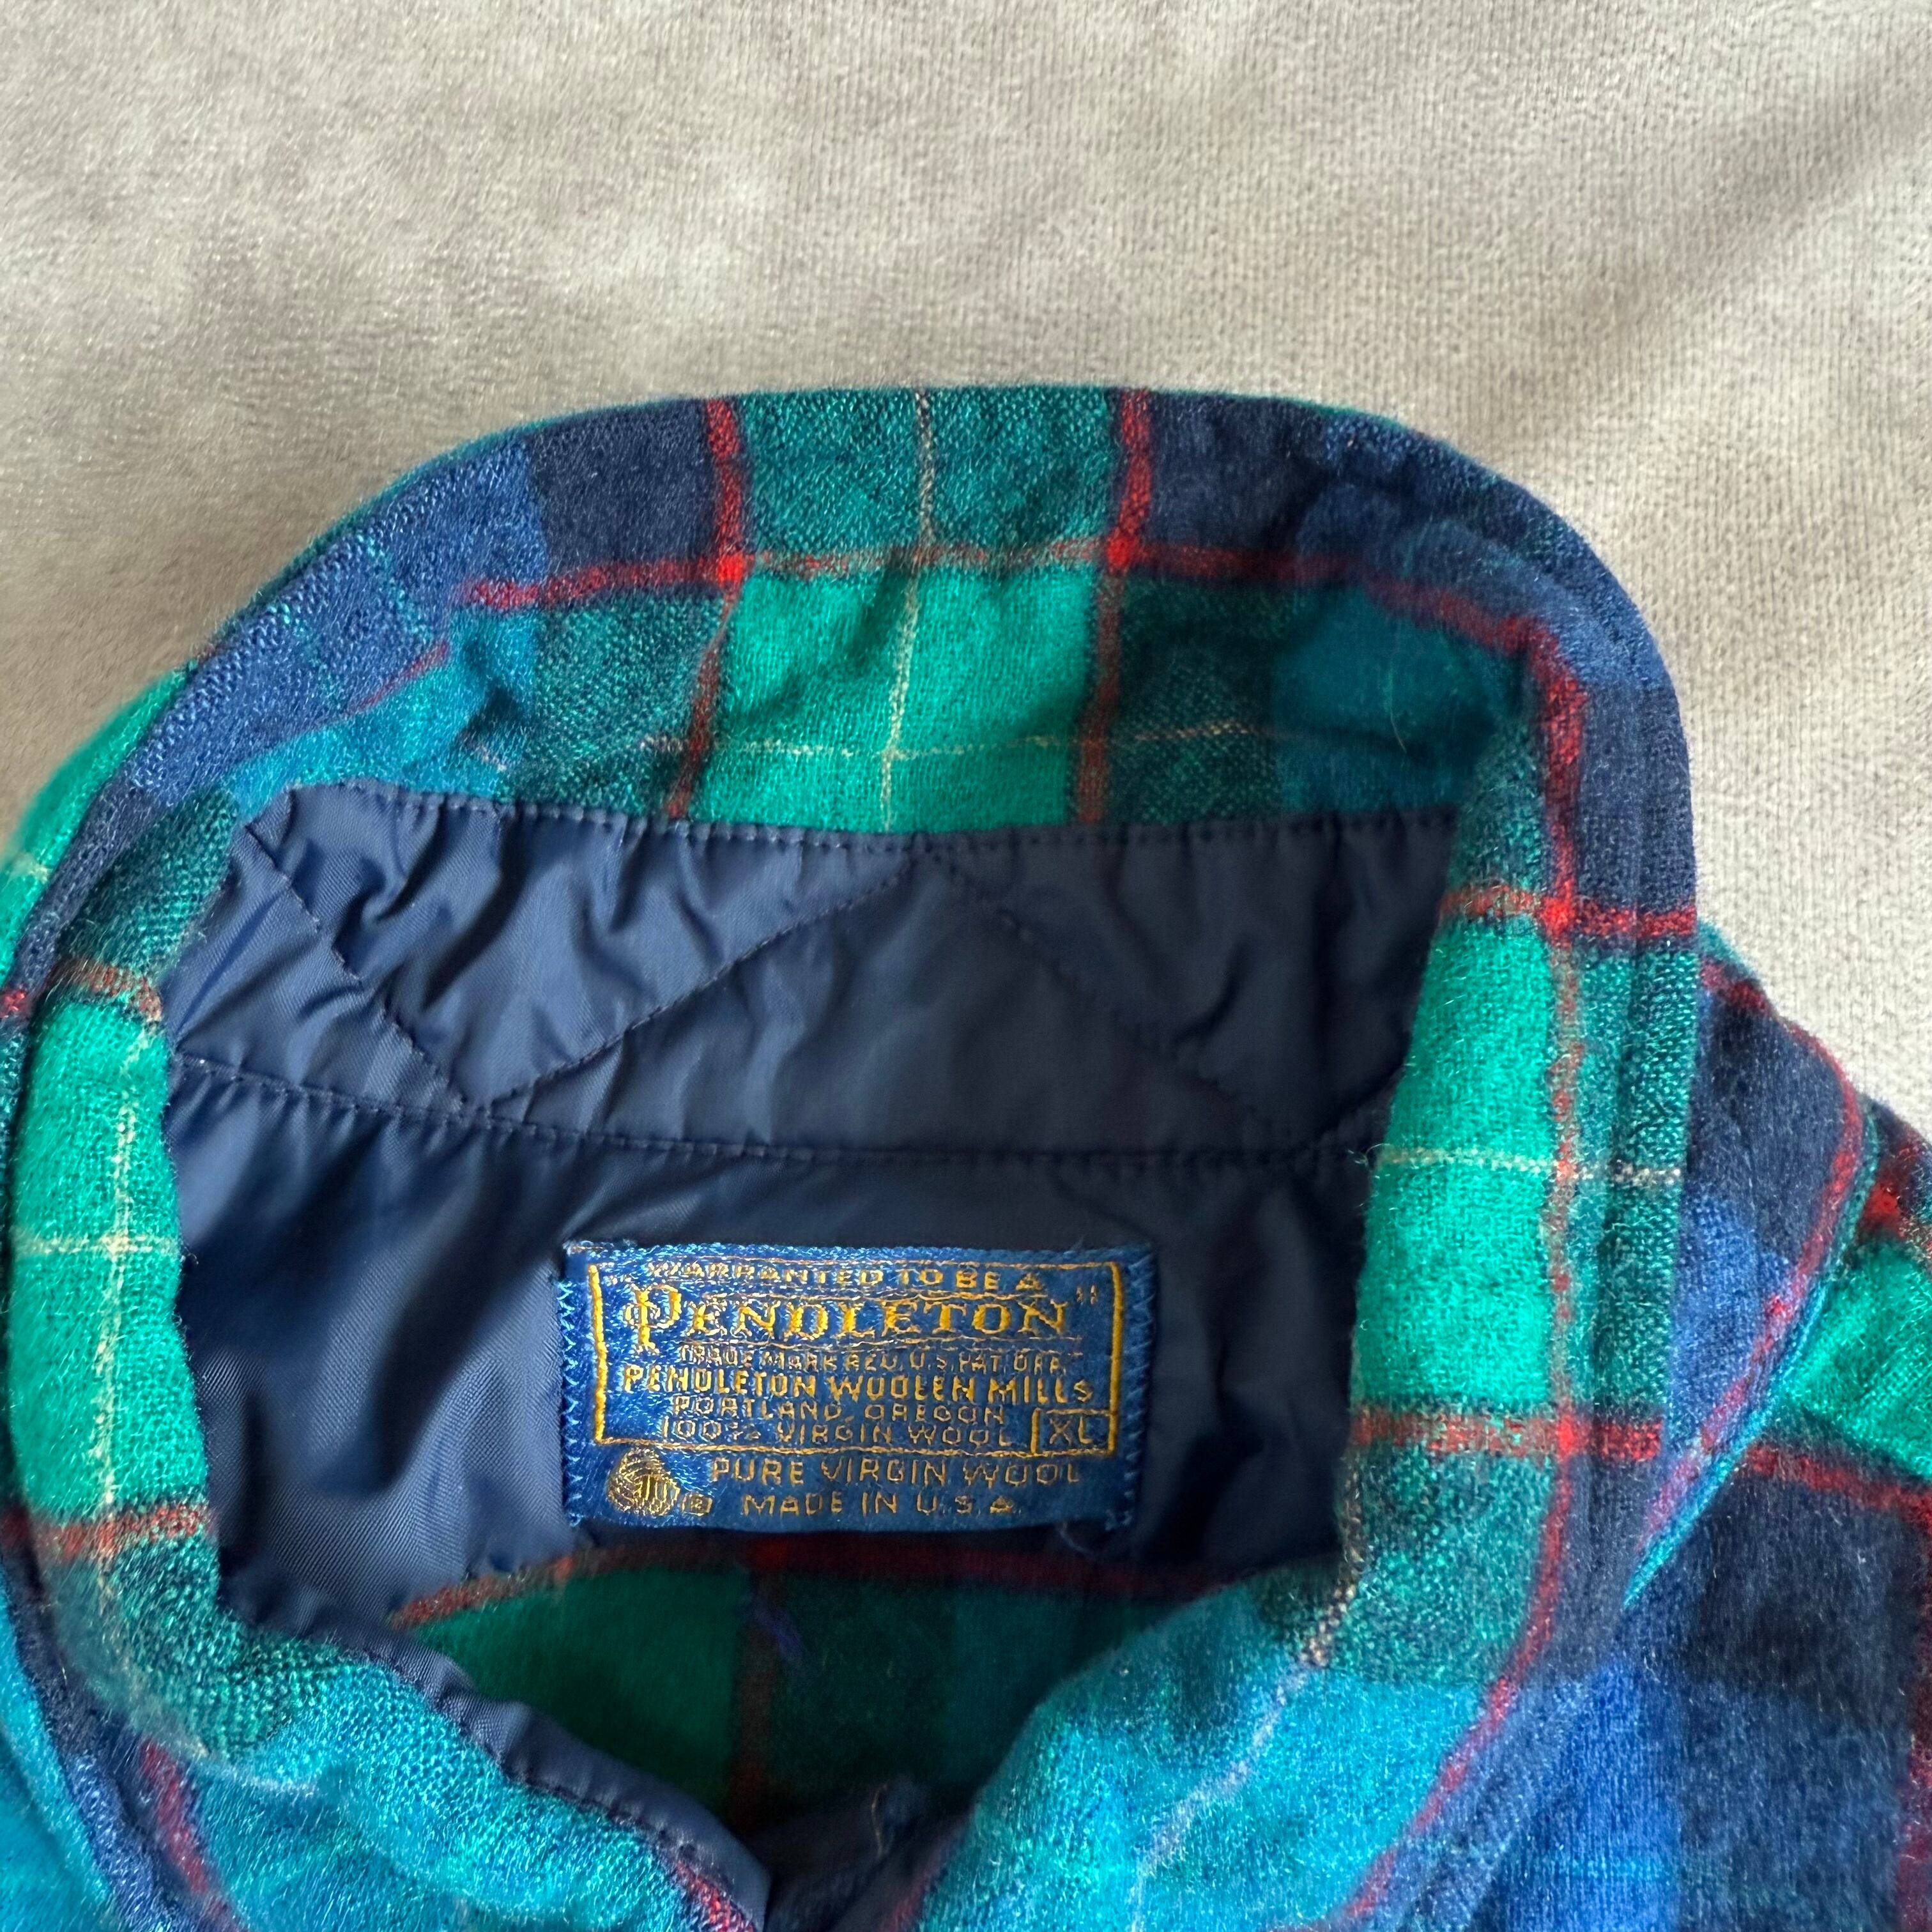 "WARRANTED TO BE A
PENDLETON"
TRADE MARK REG. U.S. PAT. OFF.
PENDLETON WOOLEN MILLS
PORTLAND, OREGON
100% VIRGIN WOOL XL
PURE VIRGIN WOOL
® MADE IN U.S.A.